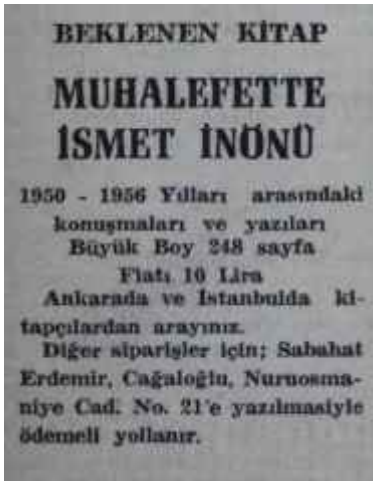 BEKLENEN KİTAP
MUHALEFETTE
İSMET İNÖNÜ
1950 - 1956 Yılları arasındaki
konuşmaları ve yazıları
Büyük Boy 248 sayfa
Fiatı 10 Lira
Ankarada ve İstanbulda ki-
tapçılardan arayınız.
Diğer siparişler için; Sabahat
Erdemir, Cağaloğlu, Nuruosma-
niye Cad. No. 21'e yazılmasiyle
ödemeli yollanır.